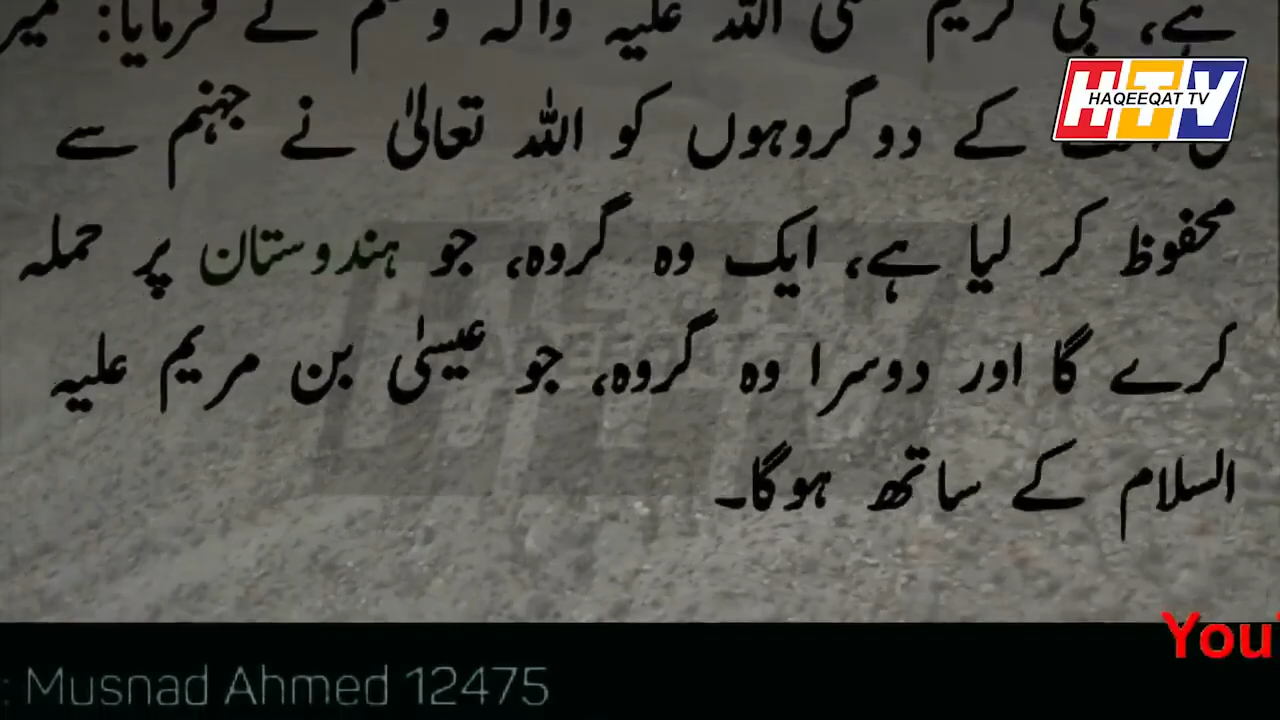 ہے، نبی کریم صلی اللہ علیہ وآلہ وسلم نے فرمایا: میر
HTV
HAQEEQAT TV
کے دو گروہوں کو اللہ تعالیٰ نے جہنم سے
محفوظ کر لیا ہے، ایک وہ گروہ، جو ہندوستان پر حملہ
کرے گا اور دوسرا وہ گروہ، جو عیسیٰ بن مریم علیہ
السلام کے ساتھ ہوگا۔
You
: Musnad Ahmed 12475